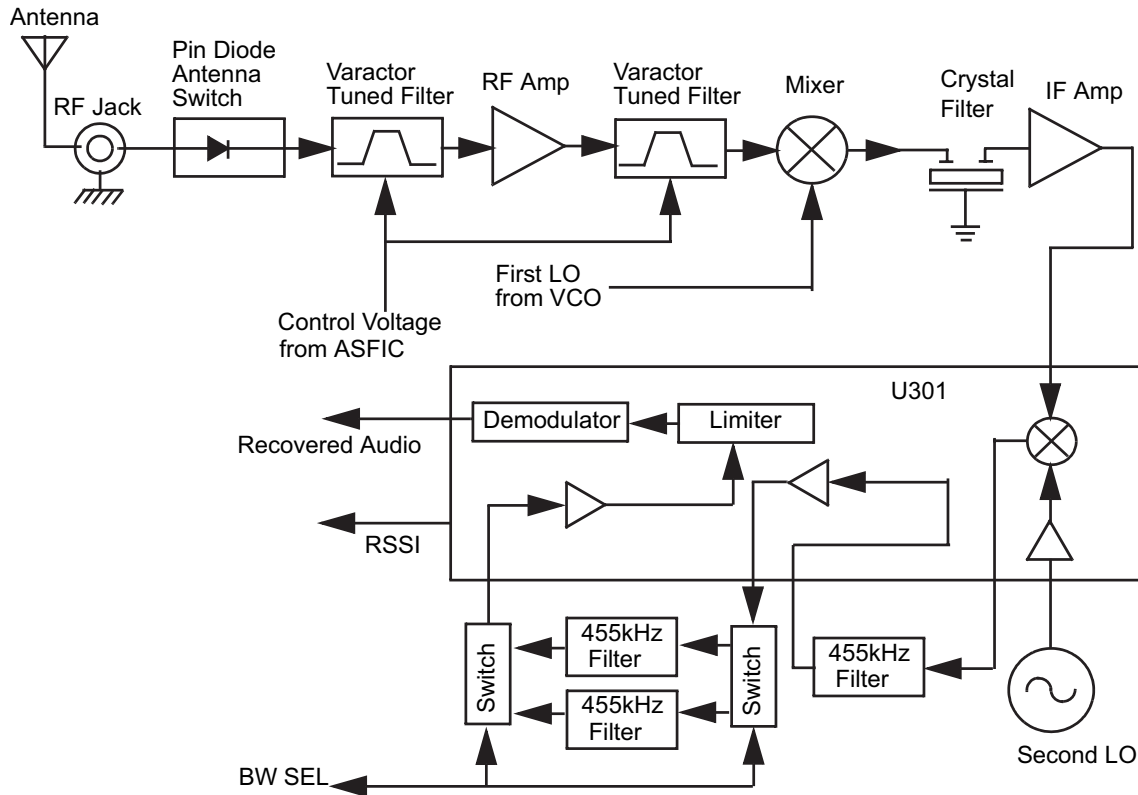 Antenna
Pin Diode
Antenna
Switch
RF Jack
Varactor
Tuned Filter
RF Amp
Varactor
Tuned Filter
Mixer
Crystal
Filter
IF Amp
First LO
from VCO
Control Voltage
from ASFIC
U301
Demodulator
Limiter
Recovered Audio
RSSI
Switch
455kHz
Filter
455kHz
Filter
Switch
455kHz
Filter
Second LO
BW SEL